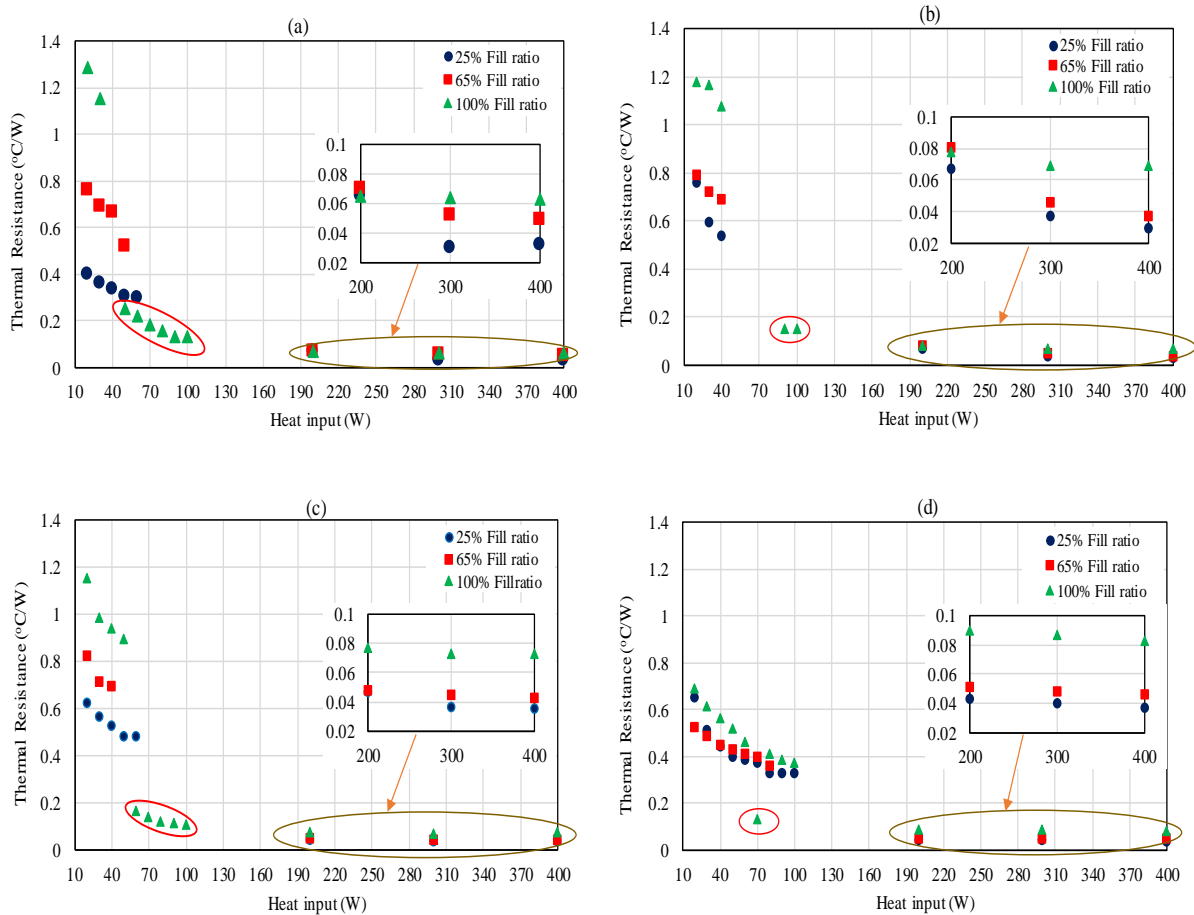 (a)
1.4
1.2
1
0.8
0.6
0.4
0.2
0
Thermal Resistance (°C/W)
25% Fill ratio
65% Fill ratio
100% Fill ratio
0.1
0.08
0.06
0.04
0.02
0.00
200 300 400
10 40 70 100 130 160 190 220 250 280 310 340 370 400
Heat input (W)
(b)
1.4
1.2
1
0.8
0.6
0.4
0.2
0
Thermal Resistance (°C/W)
25% Fill ratio
65% Fill ratio
100% Fill ratio
0.1
0.08
0.06
0.04
0.02
200 300 400
10 40 70 100 130 160 190 220 250 280 310 340 370 400
Heat input (W)
(c)
1.4
1.2
1
0.8
0.6
0.4
0.2
0
Thermal Resistance (°C/W)
25% Fill ratio
65% Fill ratio
100% Fillratio
0.1
0.08
0.06
0.04
0.02
200 300 400
10 40 70 100 130 160 190 220 250 280 310 340 370 400
Heat input (W)
(d)
1.4
1.2
1
0.8
0.6
0.4
0.2
0
Thermal Resistance (°C/W)
25% Fill ratio
65% Fill ratio
100% Fill ratio
0.1
0.08
0.06
0.04
0.02
0.00
200 300 400
10 40 70 100 130 160 190 220 250 280 310 340 370 400
Heat input (W)